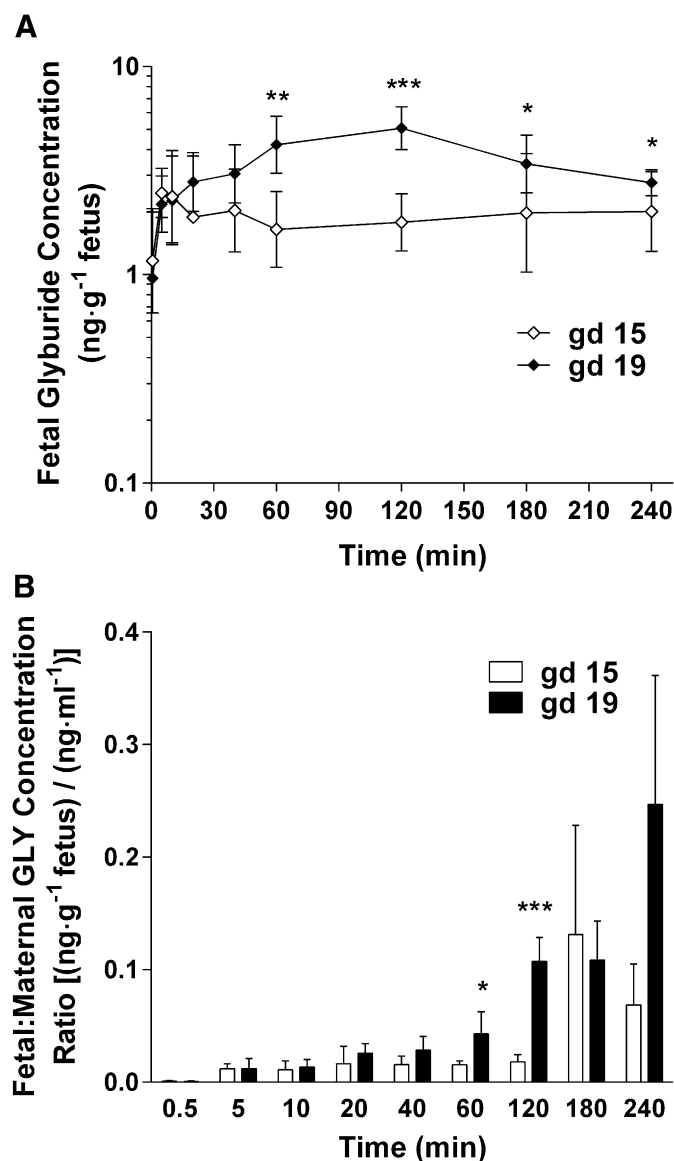 A
Fetal Glyburide Concentration
(ng·g⁻¹ fetus)
10
1
0.1
**
***
*
*
gd 15
gd 19
0 30 60 90 120 150 180 210 240
Time (min)
B
Fetal:Maternal GLY Concentration
Ratio [(ng·g⁻¹ fetus) / (ng·ml⁻¹)]
0.4
0.3
0.2
0.1
0.0
gd 15
gd 19
***
*
0.5 5 10 20 40 60 120 180 240
Time (min)